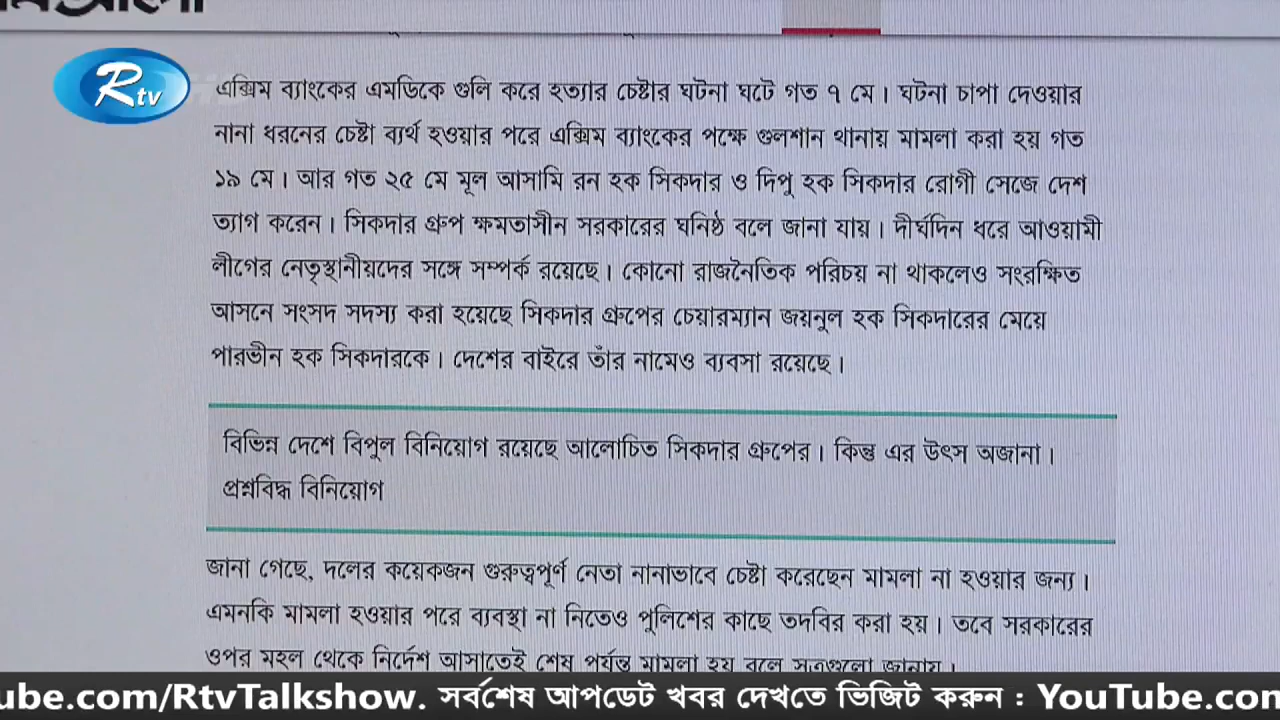 Rtv
এক্সিম ব্যাংকের এমডিকে গুলি করে হত্যার চেষ্টার ঘটনা ঘটে গত ৭ মে। ঘটনা চাপা দেওয়ার
নানা ধরনের চেষ্টা ব্যর্থ হওয়ার পরে এক্সিম ব্যাংকের পক্ষে গুলশান থানায় মামলা করা হয় গত
১৯ মে। আর গত ২৫ মে মূল আসামি রন হক সিকদার ও দিপু হক সিকদার রোগী সেজে দেশ
ত্যাগ করেন। সিকদার গ্রুপ ক্ষমতাসীন সরকারের ঘনিষ্ঠ বলে জানা যায়। দীর্ঘদিন ধরে আওয়ামী
লীগের নেতৃস্থানীয়দের সঙ্গে সম্পর্ক রয়েছে। কোনো রাজনৈতিক পরিচয় না থাকলেও সংরক্ষিত
আসনে সংসদ সদস্য করা হয়েছে সিকদার গ্রুপের চেয়ারম্যান জয়নুল হক সিকদারের মেয়ে
পারভীন হক সিকদারকে। দেশের বাইরে তাঁর নামেও ব্যবসা রয়েছে।
বিভিন্ন দেশে বিপুল বিনিয়োগ রয়েছে আলোচিত সিকদার গ্রুপের। কিন্তু এর উৎস অজানা।
প্রশ্নবিদ্ধ বিনিয়োগ
জানা গেছে, দলের কয়েকজন গুরুত্বপূর্ণ নেতা নানাভাবে চেষ্টা করেছেন মামলা না হওয়ার জন্য।
এমনকি মামলা হওয়ার পরে ব্যবস্থা না নিতেও পুলিশের কাছে তদবির করা হয়। তবে সরকারের
ওপর মহল থেকে নির্দেশ আসাতেই শেষ পর্যন্ত মামলা হয় বলে সূত্রগুলো জানায়।
ube.com/RtvTalkshow. সর্বশেষ আপডেট খবর দেখতে ভিজিট করুন : YouTube.con